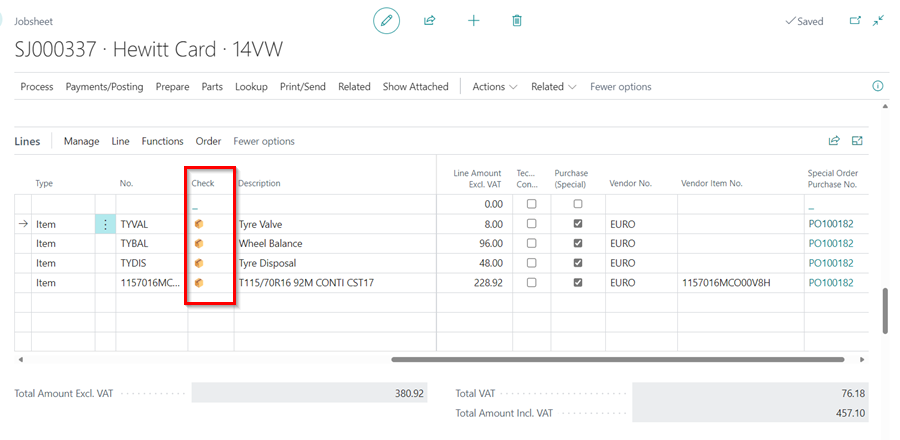 Jobsheet
Saved
SJ000337 · Hewitt Card · 14VW
Process Payments/Posting Prepare Parts Lookup Print/Send Related Show Attached Actions Related Fewer options
Lines Manage Line Functions Order Fewer options
Type No. Check Description Line Amount Excl. VAT Tec... Con... Purchase (Special) Vendor No. Vendor Item No. Special Order Purchase No.
_ 0.00 _
Item TYVAL Tyre Valve 8.00 EURO PO100182
Item TYBAL Wheel Balance 96.00 EURO PO100182
Item TYDIS Tyre Disposal 48.00 EURO PO100182
Item 1157016MC... T115/70R16 92M CONTI CST17 228.92 EURO 1157016MCO00V8H PO100182
Total Amount Excl. VAT 380.92 Total VAT 76.18
Total Amount Incl. VAT 457.10